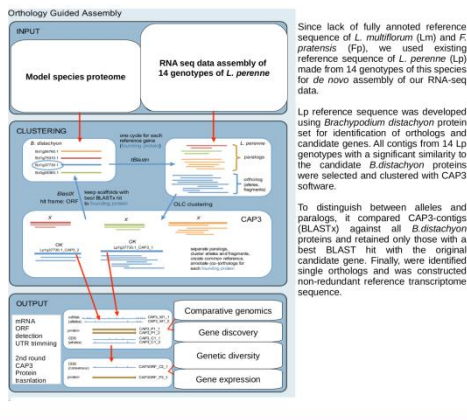 Orthology Guided Assembly
INPUT
Model species proteome
RNA seq data assembly of
14 genotypes of L. perenne
CLUSTERING
B. distachyon
one cycle for each
reference gene
L. perenne
paralogs
tBlastn
ortholog
(alleles,
fragments)
BlastX
hit frame: ORF
keep scaffolds with
best BLASTx hit
to
OLC clustering
CAP3
X
X
X
OK
OK
separate paralogs,
cluster alleles and fragments,
create common reference,
OUTPUT
mRNA
ORF
detection
UTR trimming
2nd round
CAP3
Protein
mRNA
(alleles)
protein
CDS
(alleles)
CDS
protein
Comparative genomics
Gene discovery
Genetic diversity
Gene expression
Since lack of fully annoted reference
sequence of L. multiflorum (Lm) and F.
pratensis (Fp), we used existing
reference sequence of L. perenne (Lp)
made from 14 genotypes of this species
for de novo assembly of our RNA-seq
data.
Lp reference sequence was developed
using Brachypodium distachyon protein
set for identification of orthologs and
candidate genes. All contigs from 14 Lp
genotypes with a significant similarity to
the candidate B.distachyon proteins
were selected and clustered with CAP3
software.
To distinguish between alleles and
paralogs, it compared CAP3-contigs
(BLASTx) against all B.distachyon
proteins and retained only those with a
best BLAST hit with the original
candidate gene. Finally, were identified
single orthologs and was constructed
non-redundant reference transcriptome
sequence.